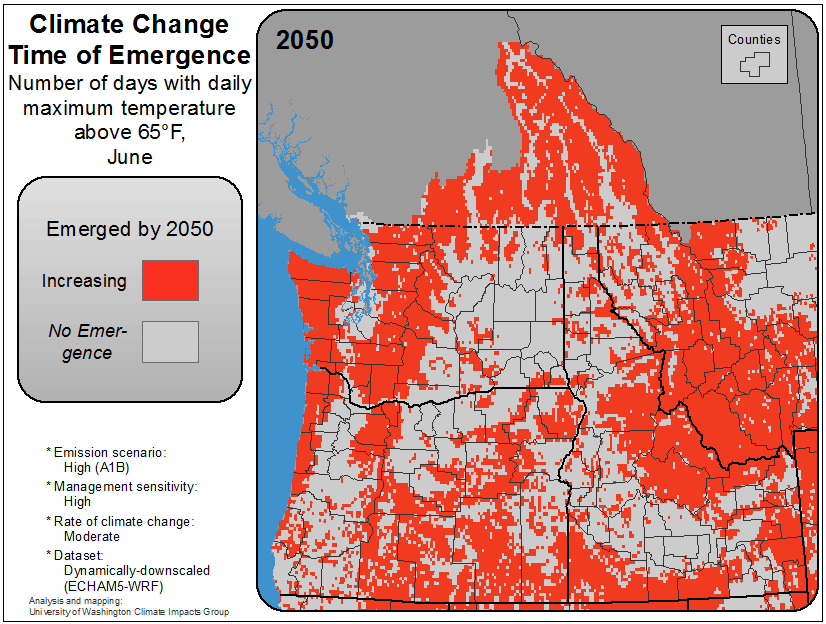 Climate Change
Time of Emergence
Number of days with daily
maximum temperature
above 65°F,
June
Emerged by 2050
Increasing
No Emer-
gence
* Emission scenario:
High (A1B)
* Management sensitivity:
High
* Rate of climate change:
Moderate
* Dataset:
Dynamically-downscaled
(ECHAM5-WRF)
Analysis and mapping:
University of Washington Climate Impacts Group
2050
Counties